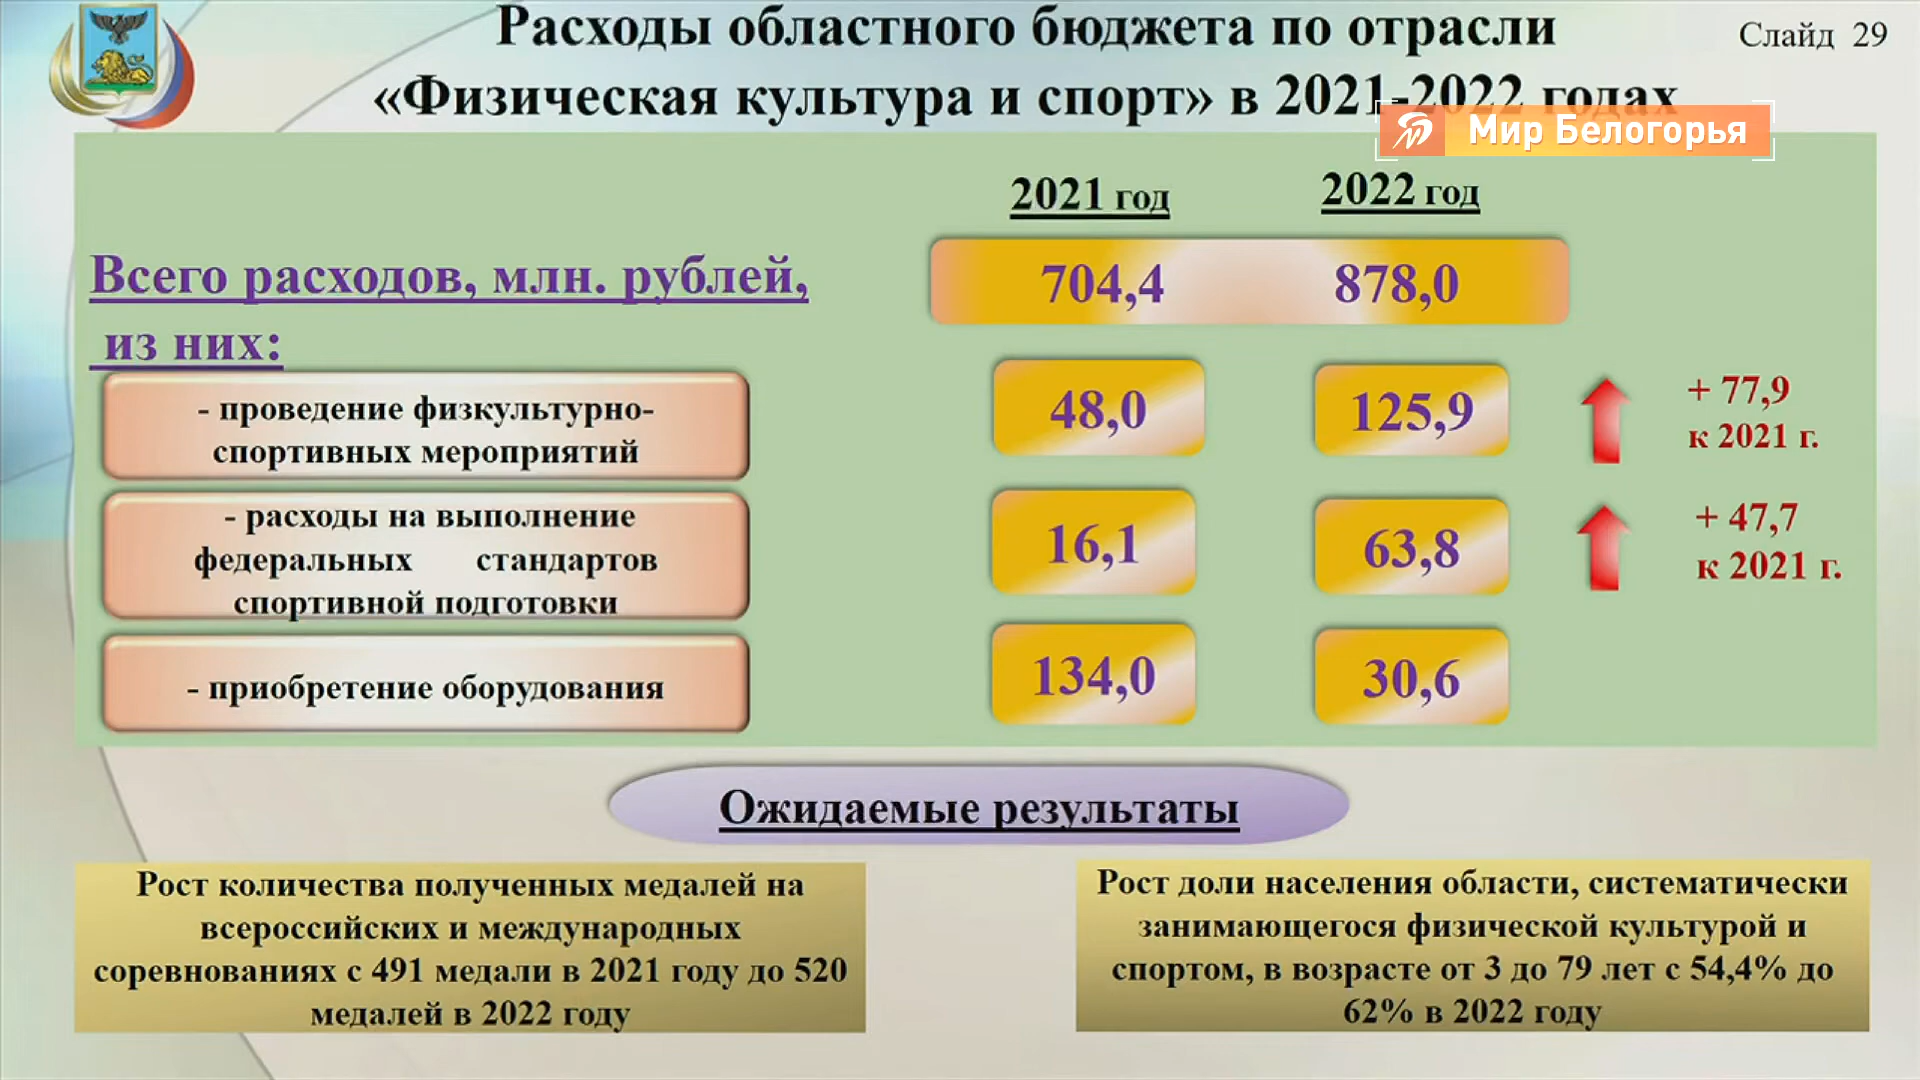 Расходы областного бюджета по отрасли
Слайд 29
«Физическая культура и спорт» в 2021-2022 годах
Мир Белогорья
2021 год
2022 год
Всего расходов, млн. рублей,
из них:
704,4
878,0
- проведение физкультурно-
спортивных мероприятий
48,0
125,9
+ 77,9
к 2021 г.
- расходы на выполнение
федеральных стандартов
спортивной подготовки
16,1
63,8
+ 47,7
к 2021 г.
- приобретение оборудования
134,0
30,6
Ожидаемые результаты
Рост количества полученных медалей на
всероссийских и международных
соревнованиях с 491 медали в 2021 году до 520
медалей в 2022 году
Рост доли населения области, систематически
занимающегося физической культурой и
спортом, в возрасте от 3 до 79 лет с 54,4% до
62% в 2022 году